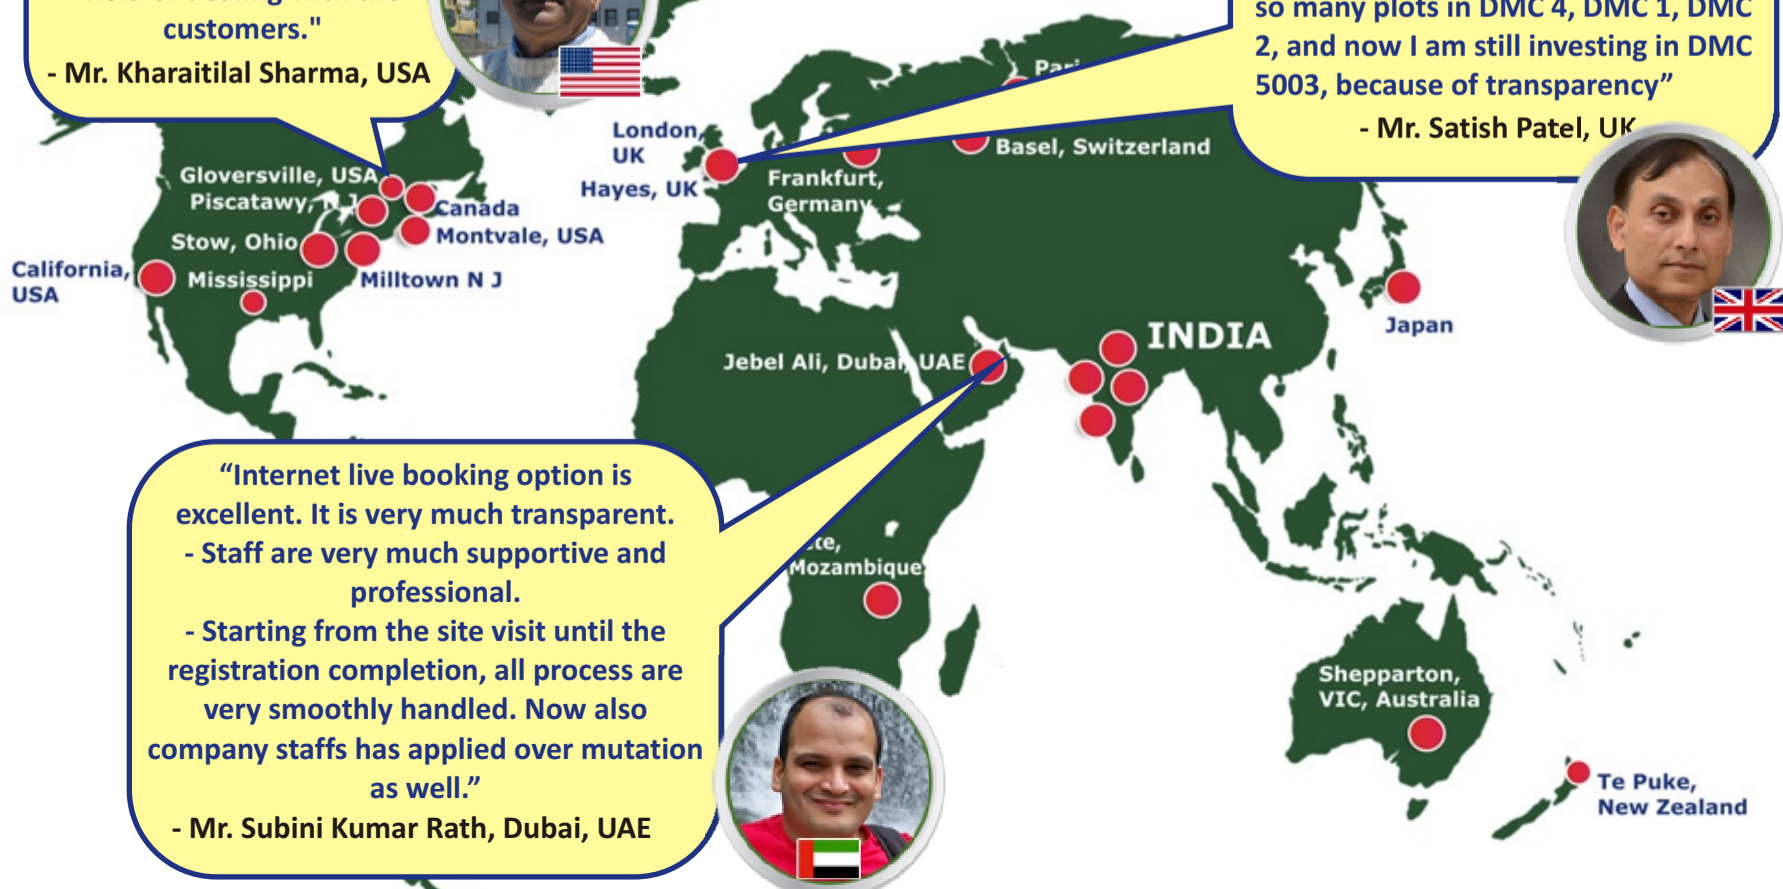 customers."
- Mr. Kharaitilal Sharma, USA
so many plots in DMC 4, DMC 1, DMC
2, and now I am still investing in DMC
5003, because of transparency”
- Mr. Satish Patel, UK
London,
UK
Hayes, UK
Basel, Switzerland
Frankfurt,
Germany
Gloversville, USA
Piscatawy, N J
Canada
Montvale, USA
Stow, Ohio
Milltown N J
Mississippi
California,
USA
INDIA
Japan
Jebel Ali, Dubai, UAE
“Internet live booking option is
excellent. It is very much transparent.
- Staff are very much supportive and
professional.
- Starting from the site visit until the
registration completion, all process are
very smoothly handled. Now also
company staffs has applied over mutation
as well.”
- Mr. Subini Kumar Rath, Dubai, UAE
Mozambique
Shepparton,
VIC, Australia
Te Puke,
New Zealand